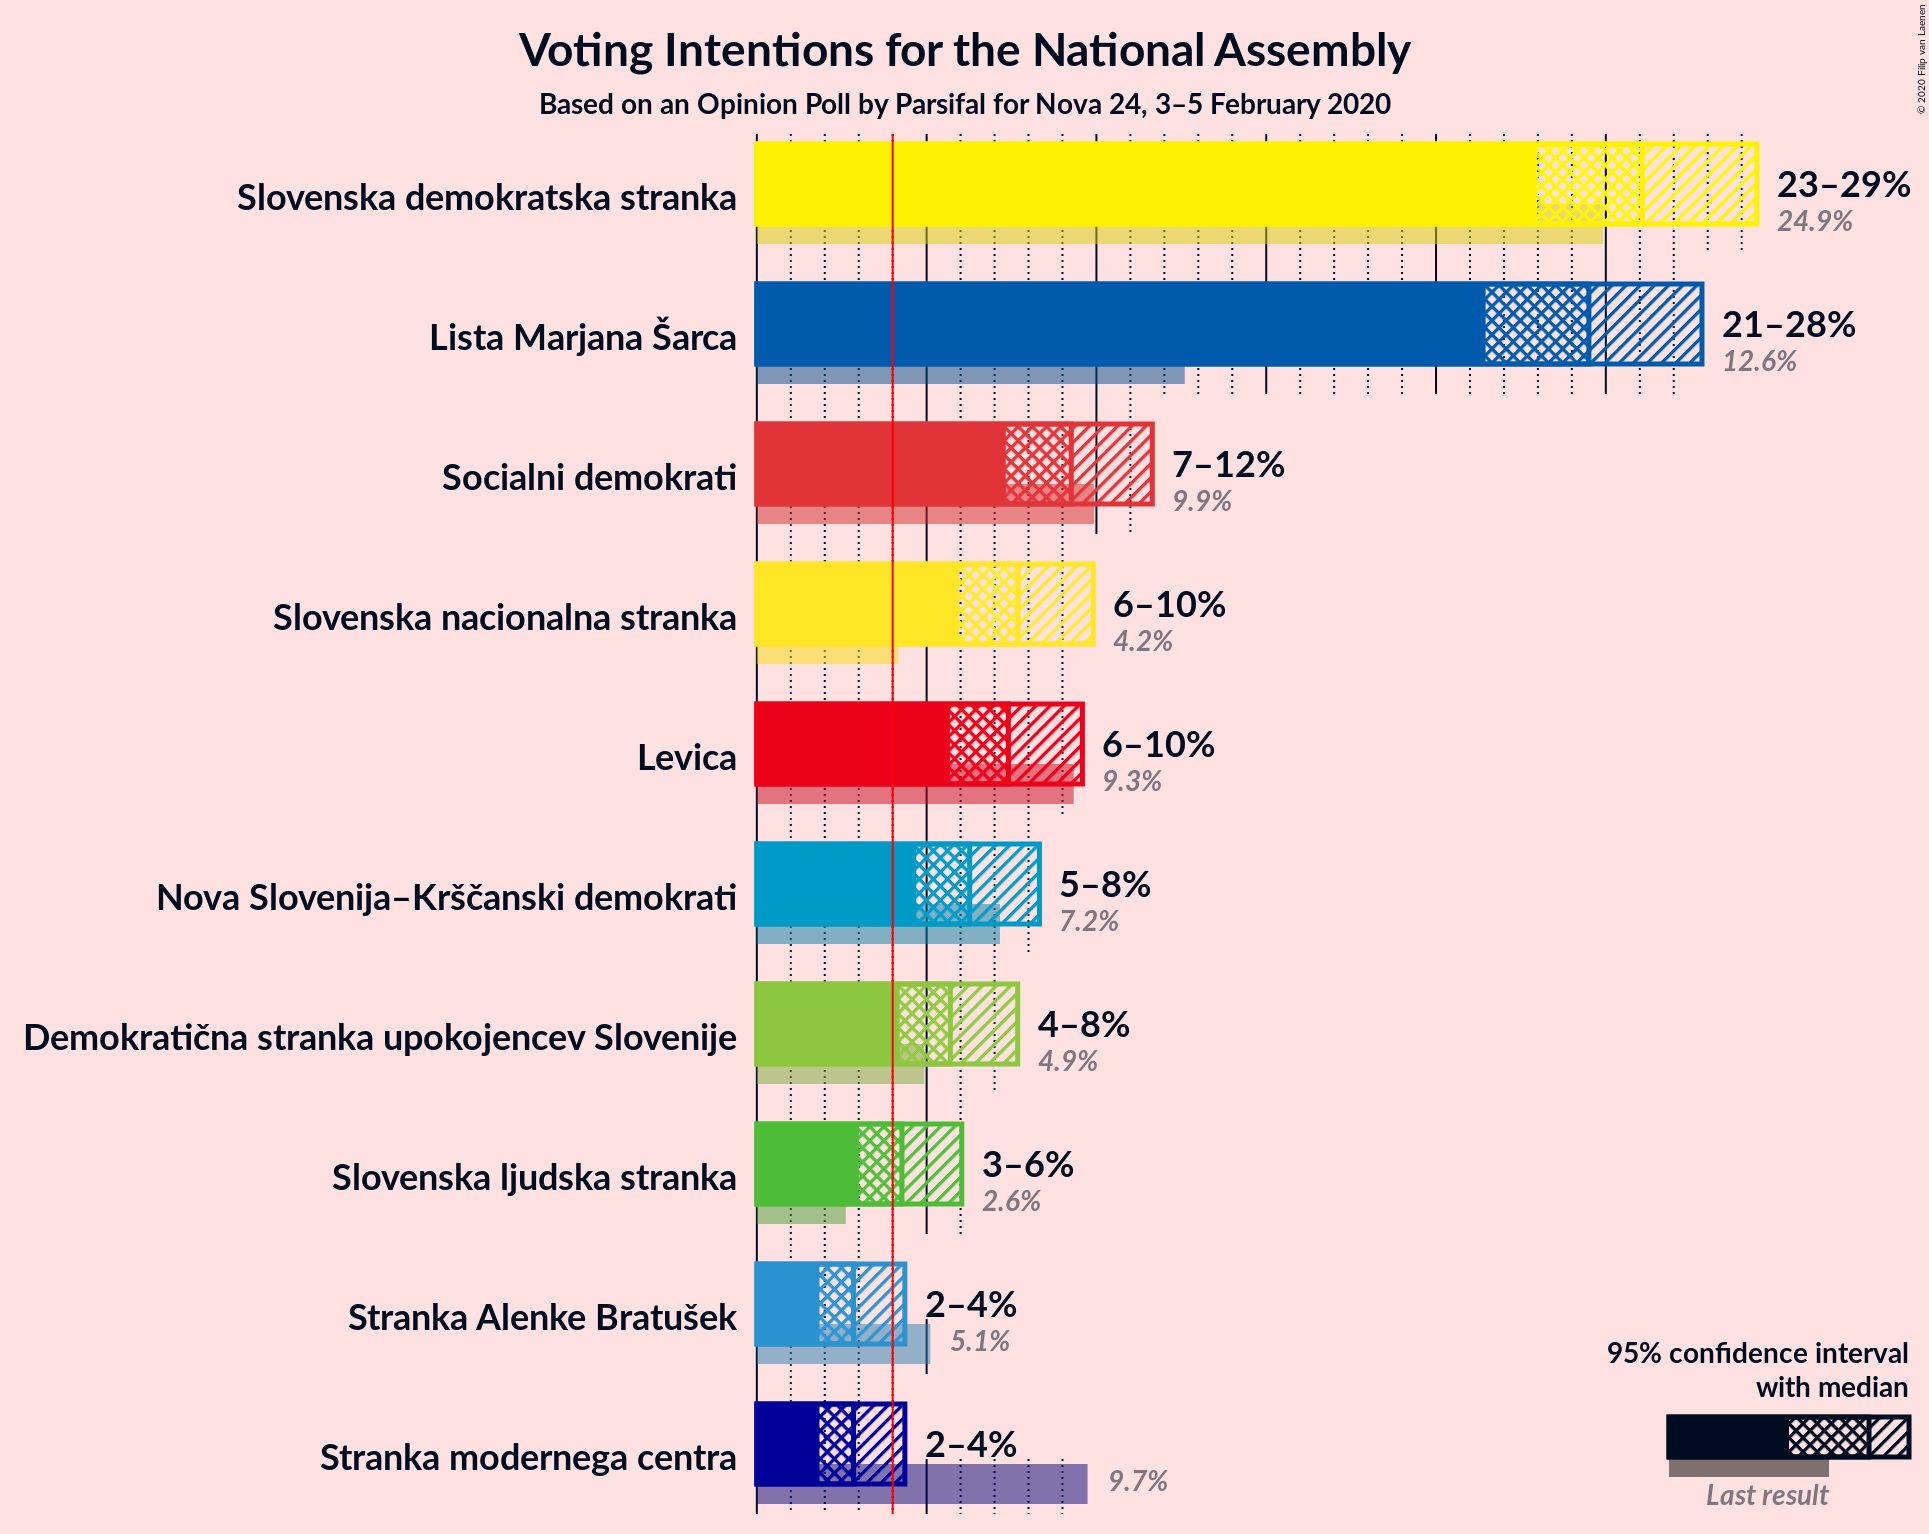 © 2020 Filip van Laenen
Voting Intentions for the National Assembly
Based on an Opinion Poll by Parsifal for Nova 24, 3–5 February 2020
Slovenska demokratska stranka
23–29%
24.9%
Lista Marjana Šarca
21–28%
12.6%
Socialni demokrati
7–12%
9.9%
Slovenska nacionalna stranka
6–10%
4.2%
Levica
6–10%
9.3%
Nova Slovenija–Krščanski demokrati
5–8%
7.2%
Demokratična stranka upokojencev Slovenije
4–8%
4.9%
Slovenska ljudska stranka
3–6%
2.6%
Stranka Alenke Bratušek
2–4%
5.1%
Stranka modernega centra
2–4%
9.7%
95% confidence interval
with median
Last result